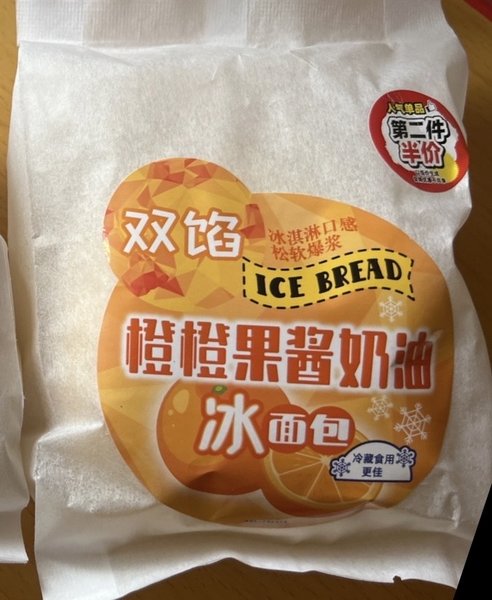 人气单品
第二件
半价
双馅
冰淇淋口感
松软爆浆
ICE BREAD
橙橙果酱奶油
冰面包
冷藏食用
更佳